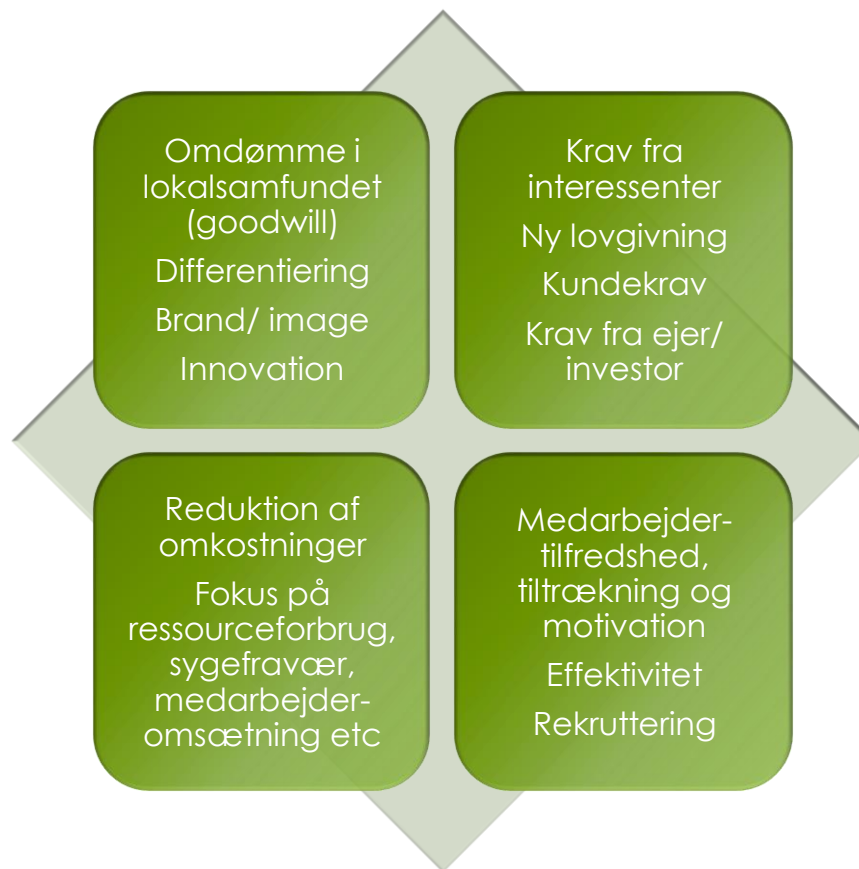 Omdømme i
lokalsamfundet
(goodwill)
Differentiering
Brand/ image
Innovation
Krav fra
interessenter
Ny lovgivning
Kundekrav
Krav fra ejer/
investor
Reduktion af
omkostninger
Fokus på
ressourceforbrug,
sygefravær,
medarbejder-
omsætning etc
Medarbejder-
tilfredshed,
tiltrækning og
motivation
Effektivitet
Rekruttering